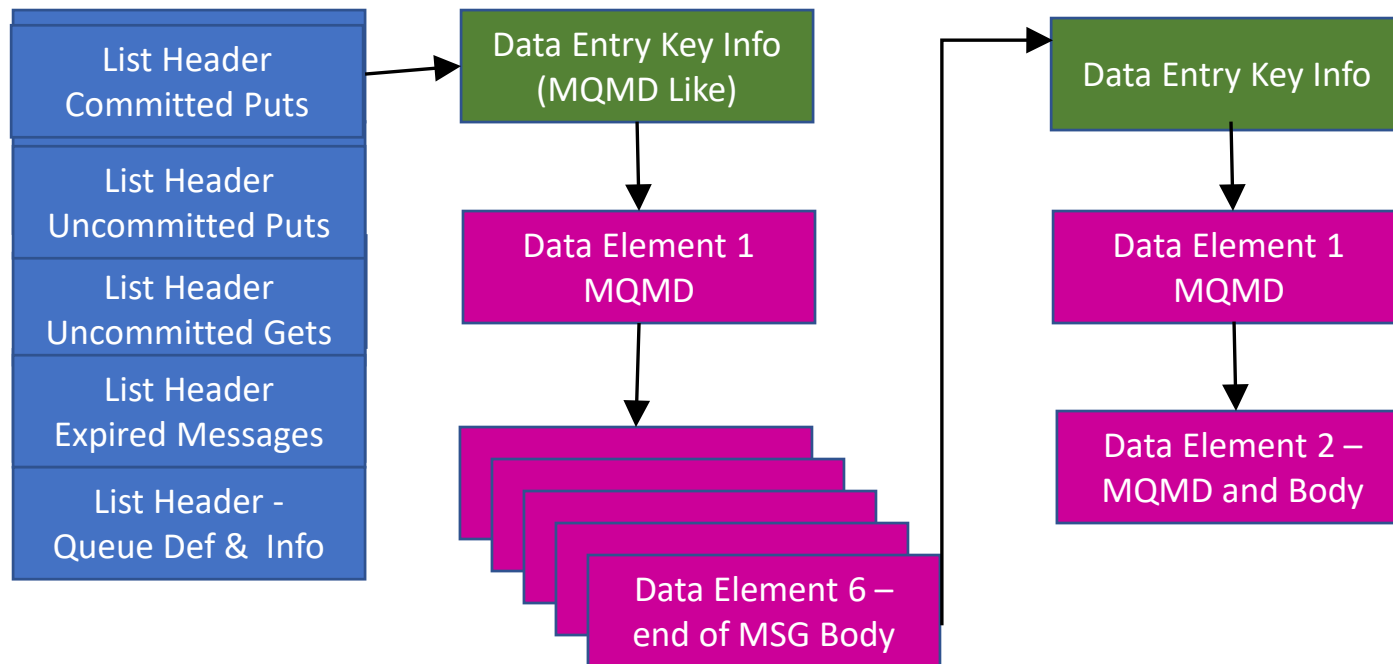 List Header
Committed Puts
List Header
Uncommitted Puts
List Header
Uncommitted Gets
List Header
Expired Messages
List Header -
Queue Def & Info
Data Entry Key Info
(MQMD Like)
Data Element 1
MQMD
Data Element 6 –
end of MSG Body
Data Entry Key Info
Data Element 1
MQMD
Data Element 2 –
MQMD and Body